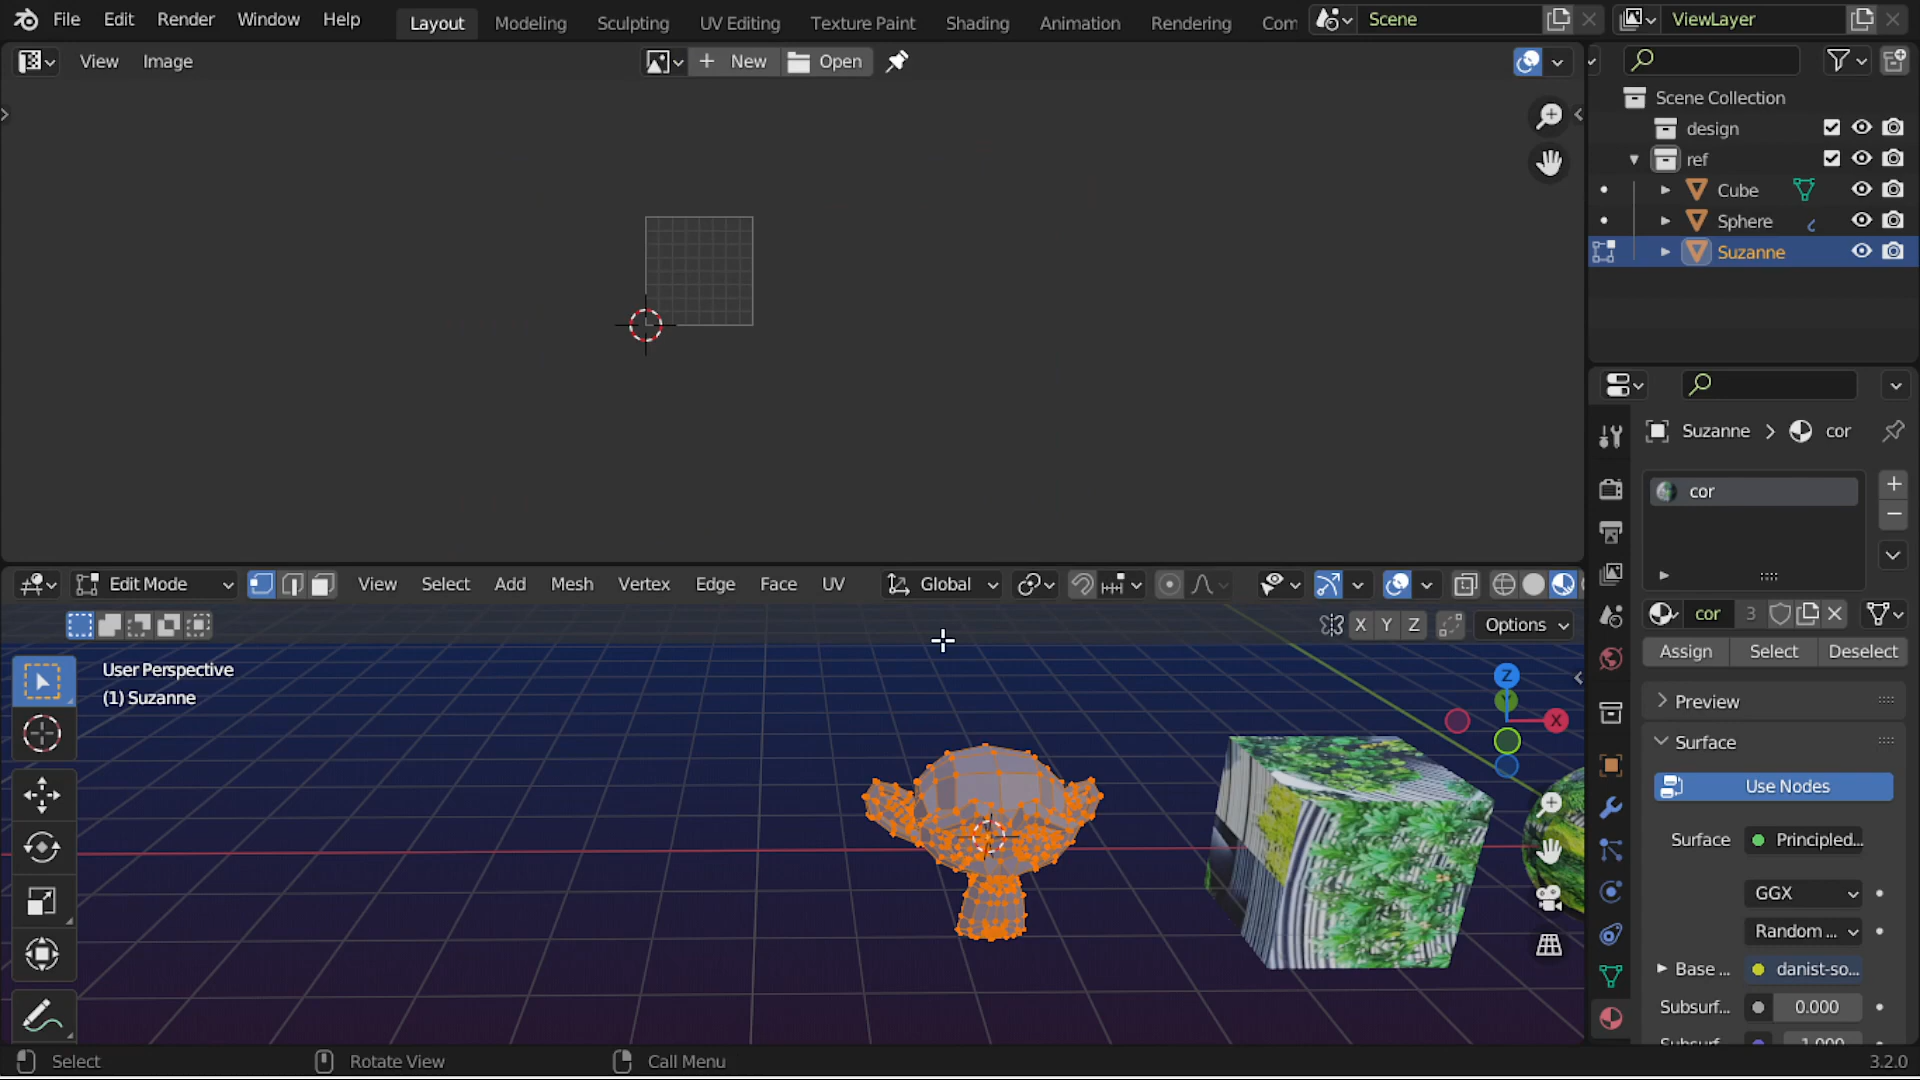 File Edit Render Window Help Layout Modeling Sculpting UV Editing Texture Paint Shading Animation Rendering Com Scene ViewLayer
View Image + New Open
Scene Collection
design
ref
Cube
Sphere
Suzanne
Suzanne > cor
cor
Edit Mode View Select Add Mesh Vertex Edge Face UV Global
cor 3
X Y Z Options
Assign Select Deselect
User Perspective
(1) Suzanne
Z
Y
X
Preview
Surface
Use Nodes
Surface Principled...
GGX
Random ...
Base ... danist-so...
Subsurf... 0.000
Subsurf... 1.000
Select Rotate View Call Menu 3.2.0